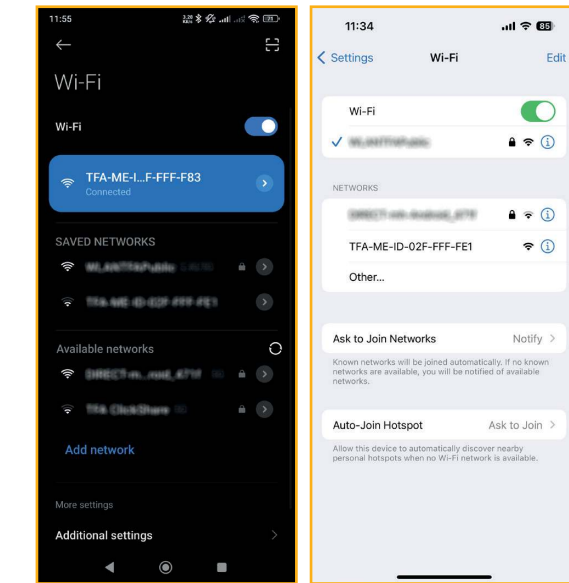 11:55
Wi-Fi
Wi-Fi
TFA-ME-I...F-FFF-F83
Connected
SAVED NETWORKS
Available networks
Add network
More settings
Additional settings
11:34
85
Settings
Wi-Fi
Edit
Wi-Fi
NETWORKS
TFA-ME-ID-02F-FFF-FE1
Other...
Ask to Join Networks
Notify
Known networks will be joined automatically. If no known
networks are available, you will be notified of available
networks.
Auto-Join Hotspot
Ask to Join
Allow this device to automatically discover nearby
personal hotspots when no Wi-Fi network is available.